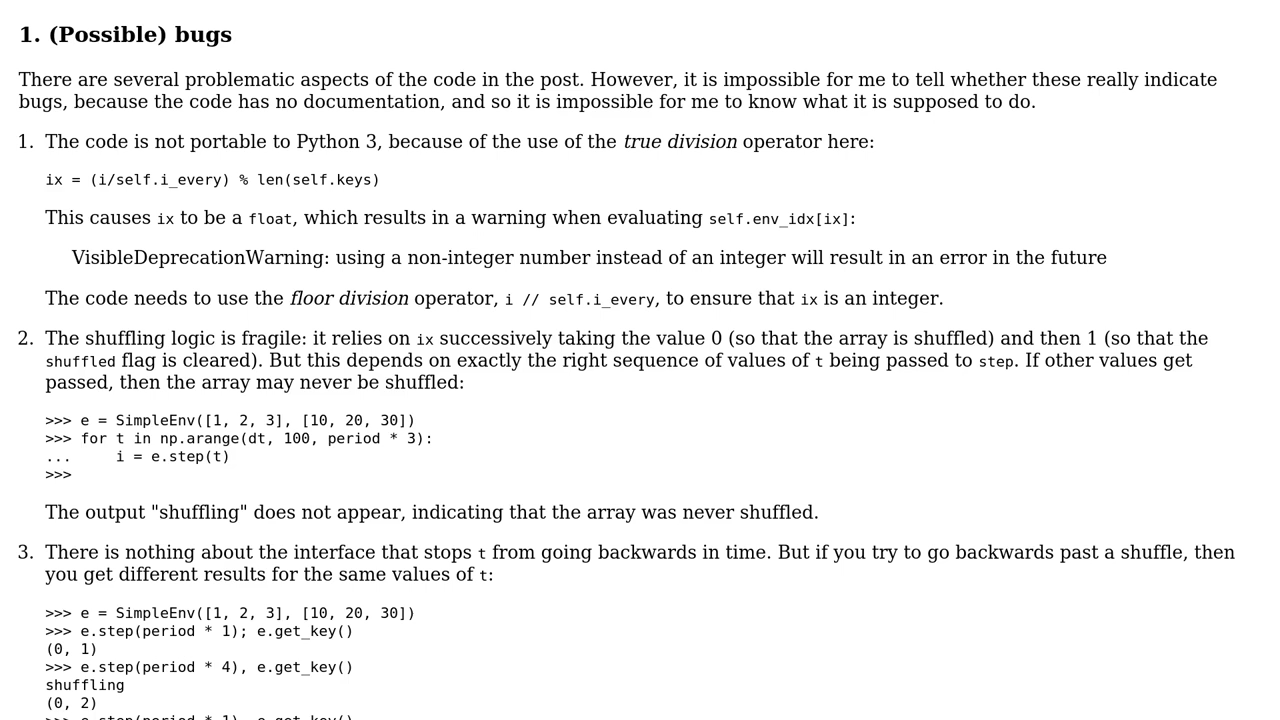 1. (Possible) bugs
There are several problematic aspects of the code in the post. However, it is impossible for me to tell whether these really indicate
bugs, because the code has no documentation, and so it is impossible for me to know what it is supposed to do.
1. The code is not portable to Python 3, because of the use of the true division operator here:
ix = (i/self.i_every) % len(self.keys)
This causes ix to be a float, which results in a warning when evaluating self.env_idx[ix]:
VisibleDeprecationWarning: using a non-integer number instead of an integer will result in an error in the future
The code needs to use the floor division operator, i // self.i_every, to ensure that ix is an integer.
2. The shuffling logic is fragile: it relies on ix successively taking the value 0 (so that the array is shuffled) and then 1 (so that the
shuffled flag is cleared). But this depends on exactly the right sequence of values of t being passed to step. If other values get
passed, then the array may never be shuffled:
>>> e = SimpleEnv([1, 2, 3], [10, 20, 30])
>>> for t in np.arange(dt, 100, period * 3):
...     i = e.step(t)
>>>
The output "shuffling" does not appear, indicating that the array was never shuffled.
3. There is nothing about the interface that stops t from going backwards in time. But if you try to go backwards past a shuffle, then
you get different results for the same values of t:
>>> e = SimpleEnv([1, 2, 3], [10, 20, 30])
>>> e.step(period * 1); e.get_key()
(0, 1)
>>> e.step(period * 4), e.get_key()
shuffling
(0, 2)
>>> e.step(period * 1), e.get_key()